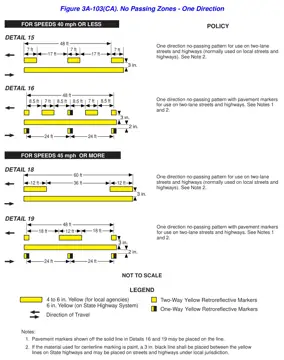 Figure 3A-103(CA). No Passing Zones - One Direction
FOR SPEEDS 40 mph OR LESS
POLICY
DETAIL 15
48 ft
7 ft
17 ft
7 ft
17 ft
7 ft
3 in.
One direction no-passing pattern for use on two-lane
streets and highways (normally used on local streets and
highways). See Note 2.
DETAIL 16
48 ft
8.5 ft
7 ft
8.5 ft
8.5 ft
7 ft
8.5 ft
3 in.
2 in.
24 ft
24 ft
One direction no-passing pattern with pavement markers
for use on two-lane streets and highways. See Notes 1
and 2.
FOR SPEEDS 45 mph OR MORE
DETAIL 18
60 ft
12 ft
36 ft
12 ft
3 in.
One direction no-passing pattern for use on two-lane
streets and highways (normally used on local streets and
highways). See Note 2.
DETAIL 19
48 ft
18 ft
12 ft
18 ft
3 in.
2 in.
24 ft
24 ft
One direction no-passing pattern with pavement markers
for use on two-lane streets and highways. See Notes 1
and 2.
NOT TO SCALE
LEGEND
4 to 6 in. Yellow (for local agencies)
6 in. Yellow (on State Highway System)
Direction of Travel
Two-Way Yellow Retroreflective Markers
One-Way Yellow Retroreflective Markers
Notes:
1. Pavement markers shown off the solid line in Details 16 and 19 may be placed on the line.
2. If the material used for centerline marking is paint, a 3 in. black line shall be placed between the yellow
lines on State highways and may be placed on streets and highways under local jurisdiction.